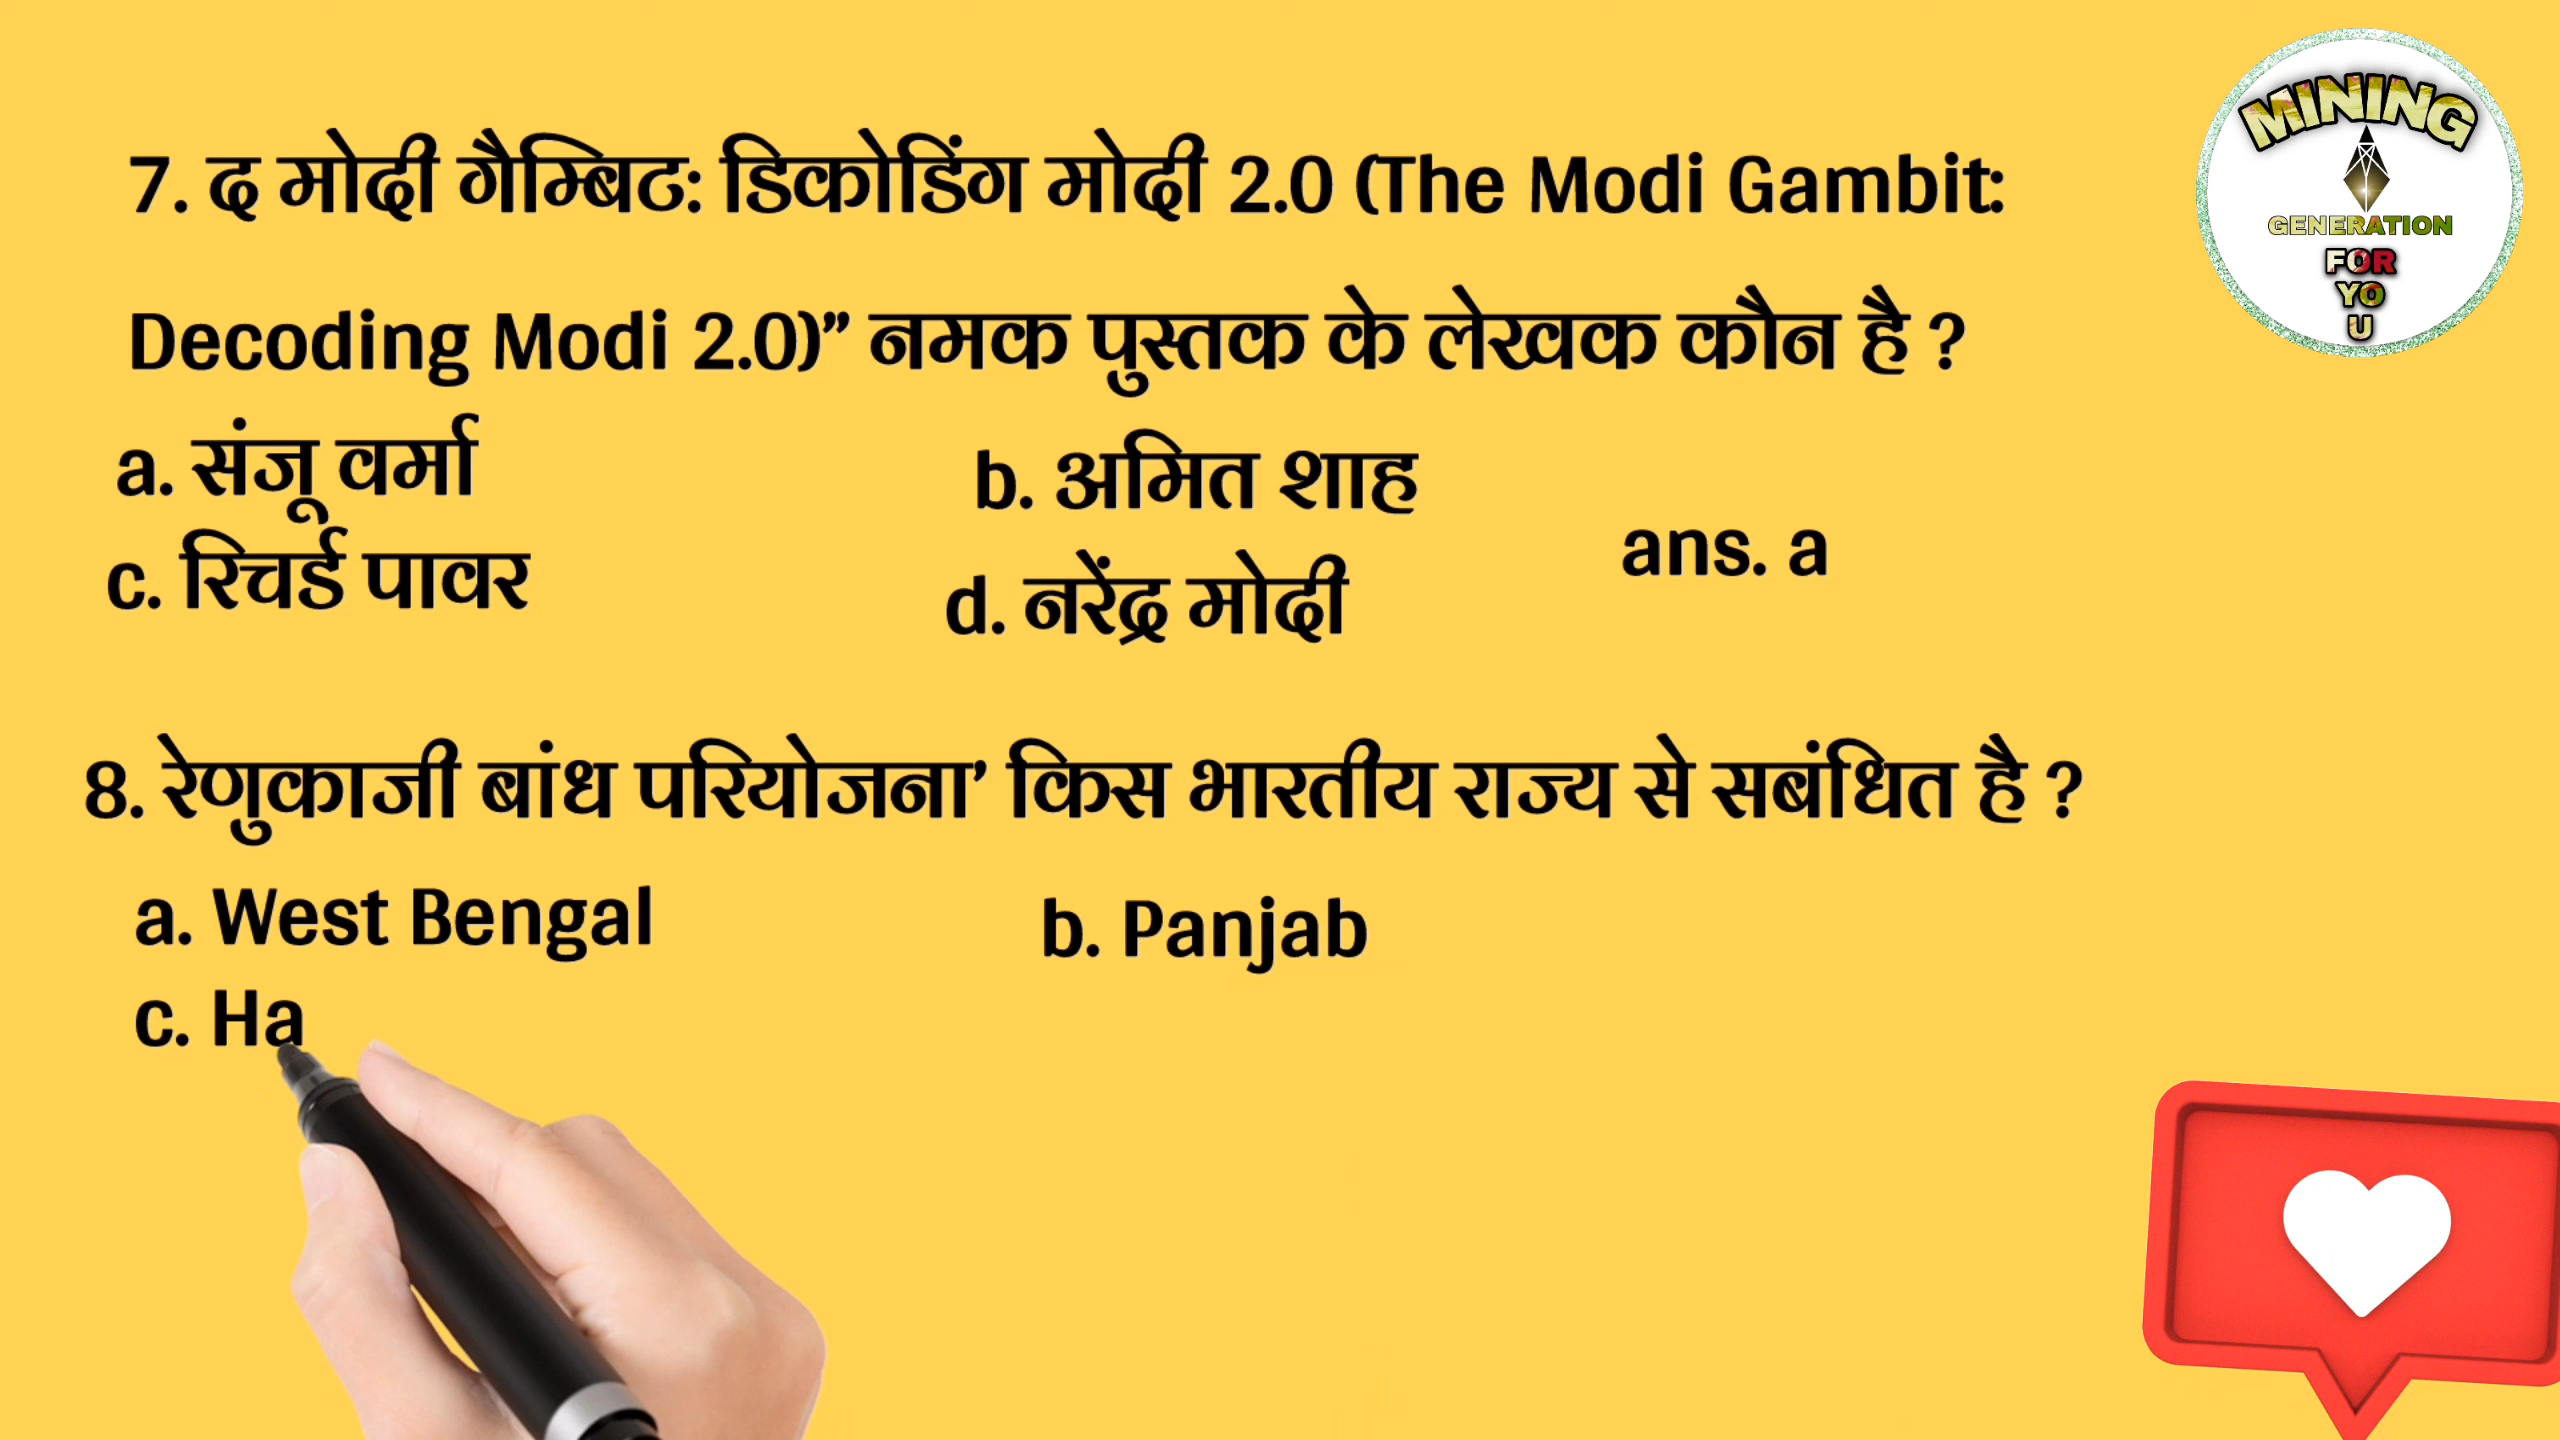 7. द मोदी गैम्बिट: डिकोडिंग मोदी 2.0 (The Modi Gambit:
Decoding Modi 2.0)” नमक पुस्तक के लेखक कौन है ?
a. संजू वर्मा
b. अमित शाह
c. रिचर्ड पावर
d. नरेंद्र मोदी
ans. a
8. रेणुकाजी बांध परियोजना’ किस भारतीय राज्य से सबंधित है ?
a. West Bengal
b. Panjab
c. Ha
MINING
GENERATION
FOR
YO
U